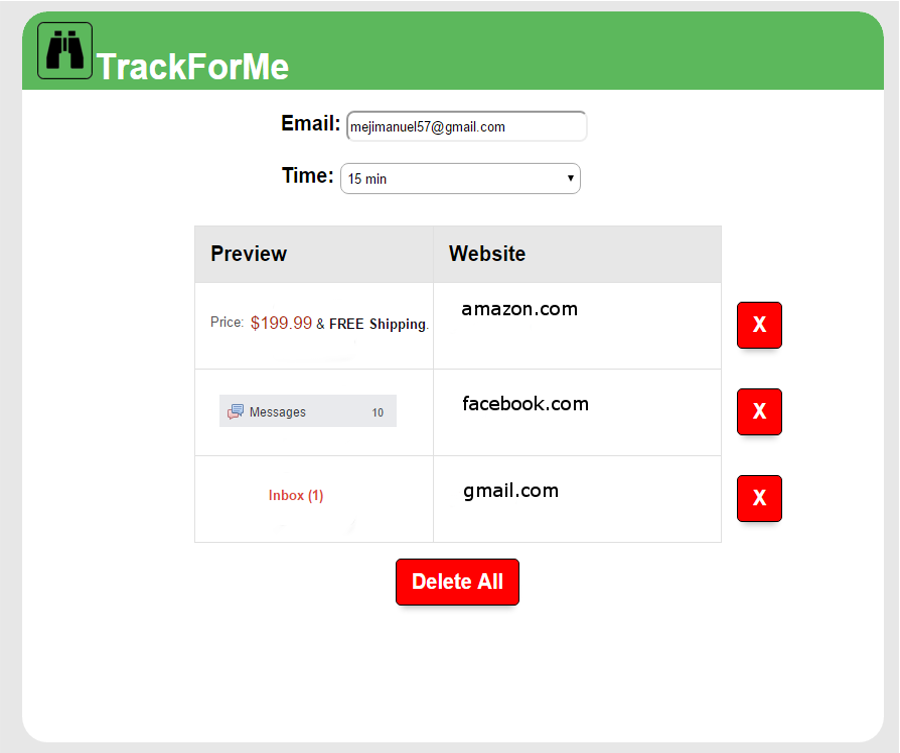 TrackForMe
Email: mejimanuel57@gmail.com
Time: 15 min
Preview Website
Price: $199.99 & FREE Shipping. amazon.com X
Messages 10 facebook.com X
Inbox (1) gmail.com X
Delete All